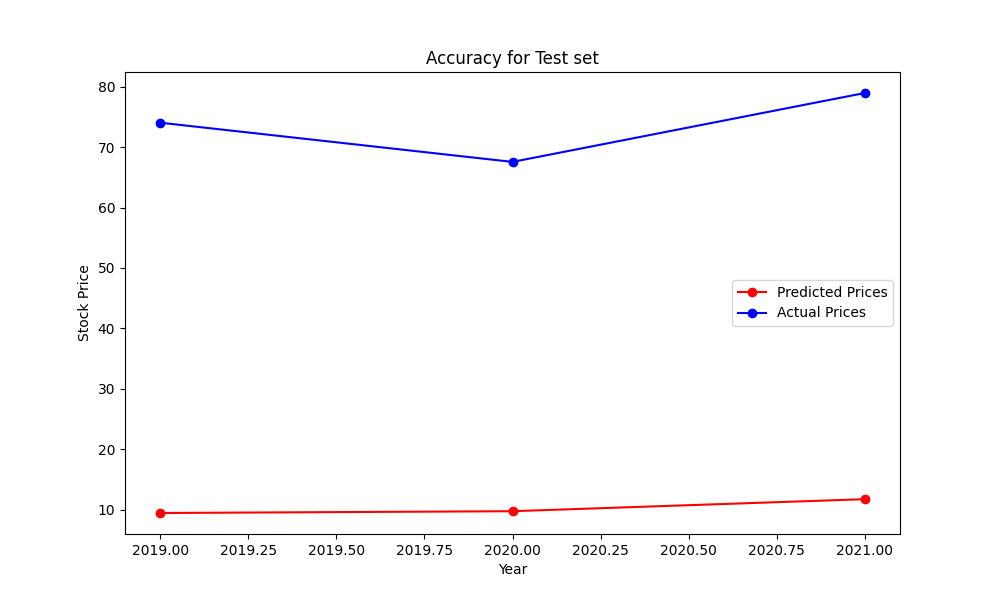 Accuracy for Test set
80
70
60
50
40
30
20
10
Stock Price
Predicted Prices
Actual Prices
2019.00 2019.25 2019.50 2019.75 2020.00 2020.25 2020.50 2020.75 2021.00
Year